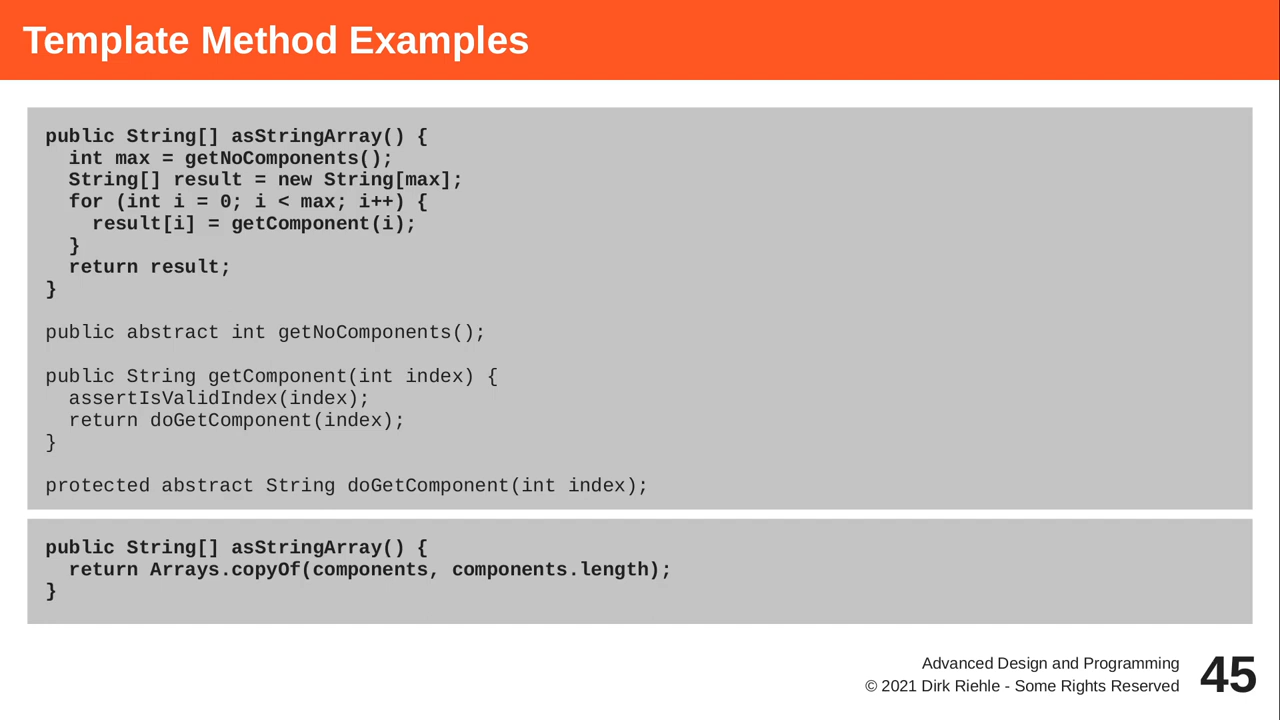 Template Method Examples
public String[] asStringArray() {
  int max = getNoComponents();
  String[] result = new String[max];
  for (int i = 0; i < max; i++) {
    result[i] = getComponent(i);
  }
  return result;
}

public abstract int getNoComponents();

public String getComponent(int index) {
  assertIsValidIndex(index);
  return doGetComponent(index);
}

protected abstract String doGetComponent(int index);
public String[] asStringArray() {
  return Arrays.copyOf(components, components.length);
}
Advanced Design and Programming
© 2021 Dirk Riehle - Some Rights Reserved
45